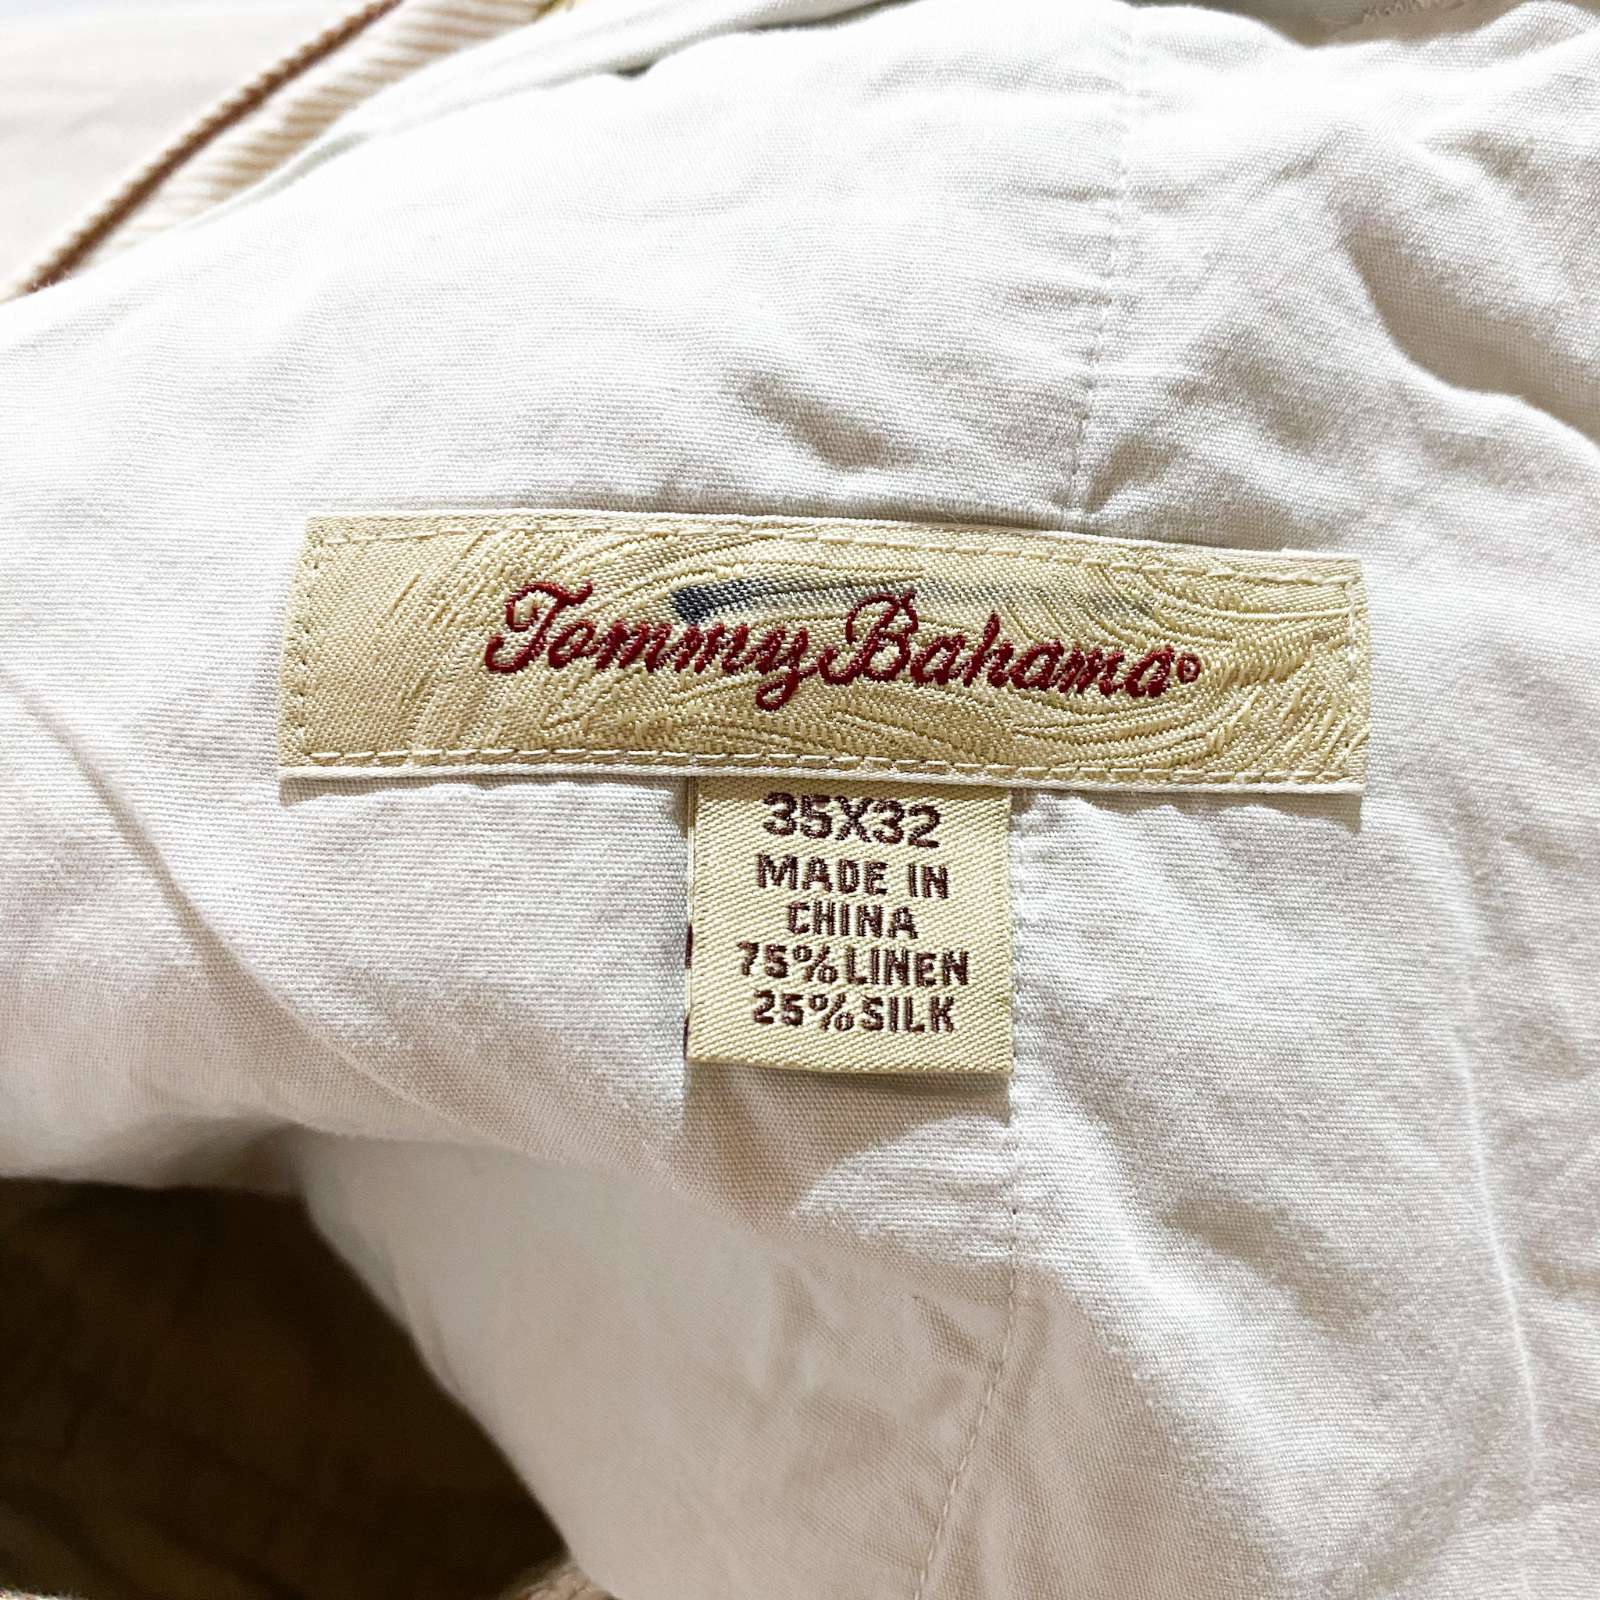 Tommy Bahama®
35X32
MADE IN
CHINA
75% LINEN
25% SILK